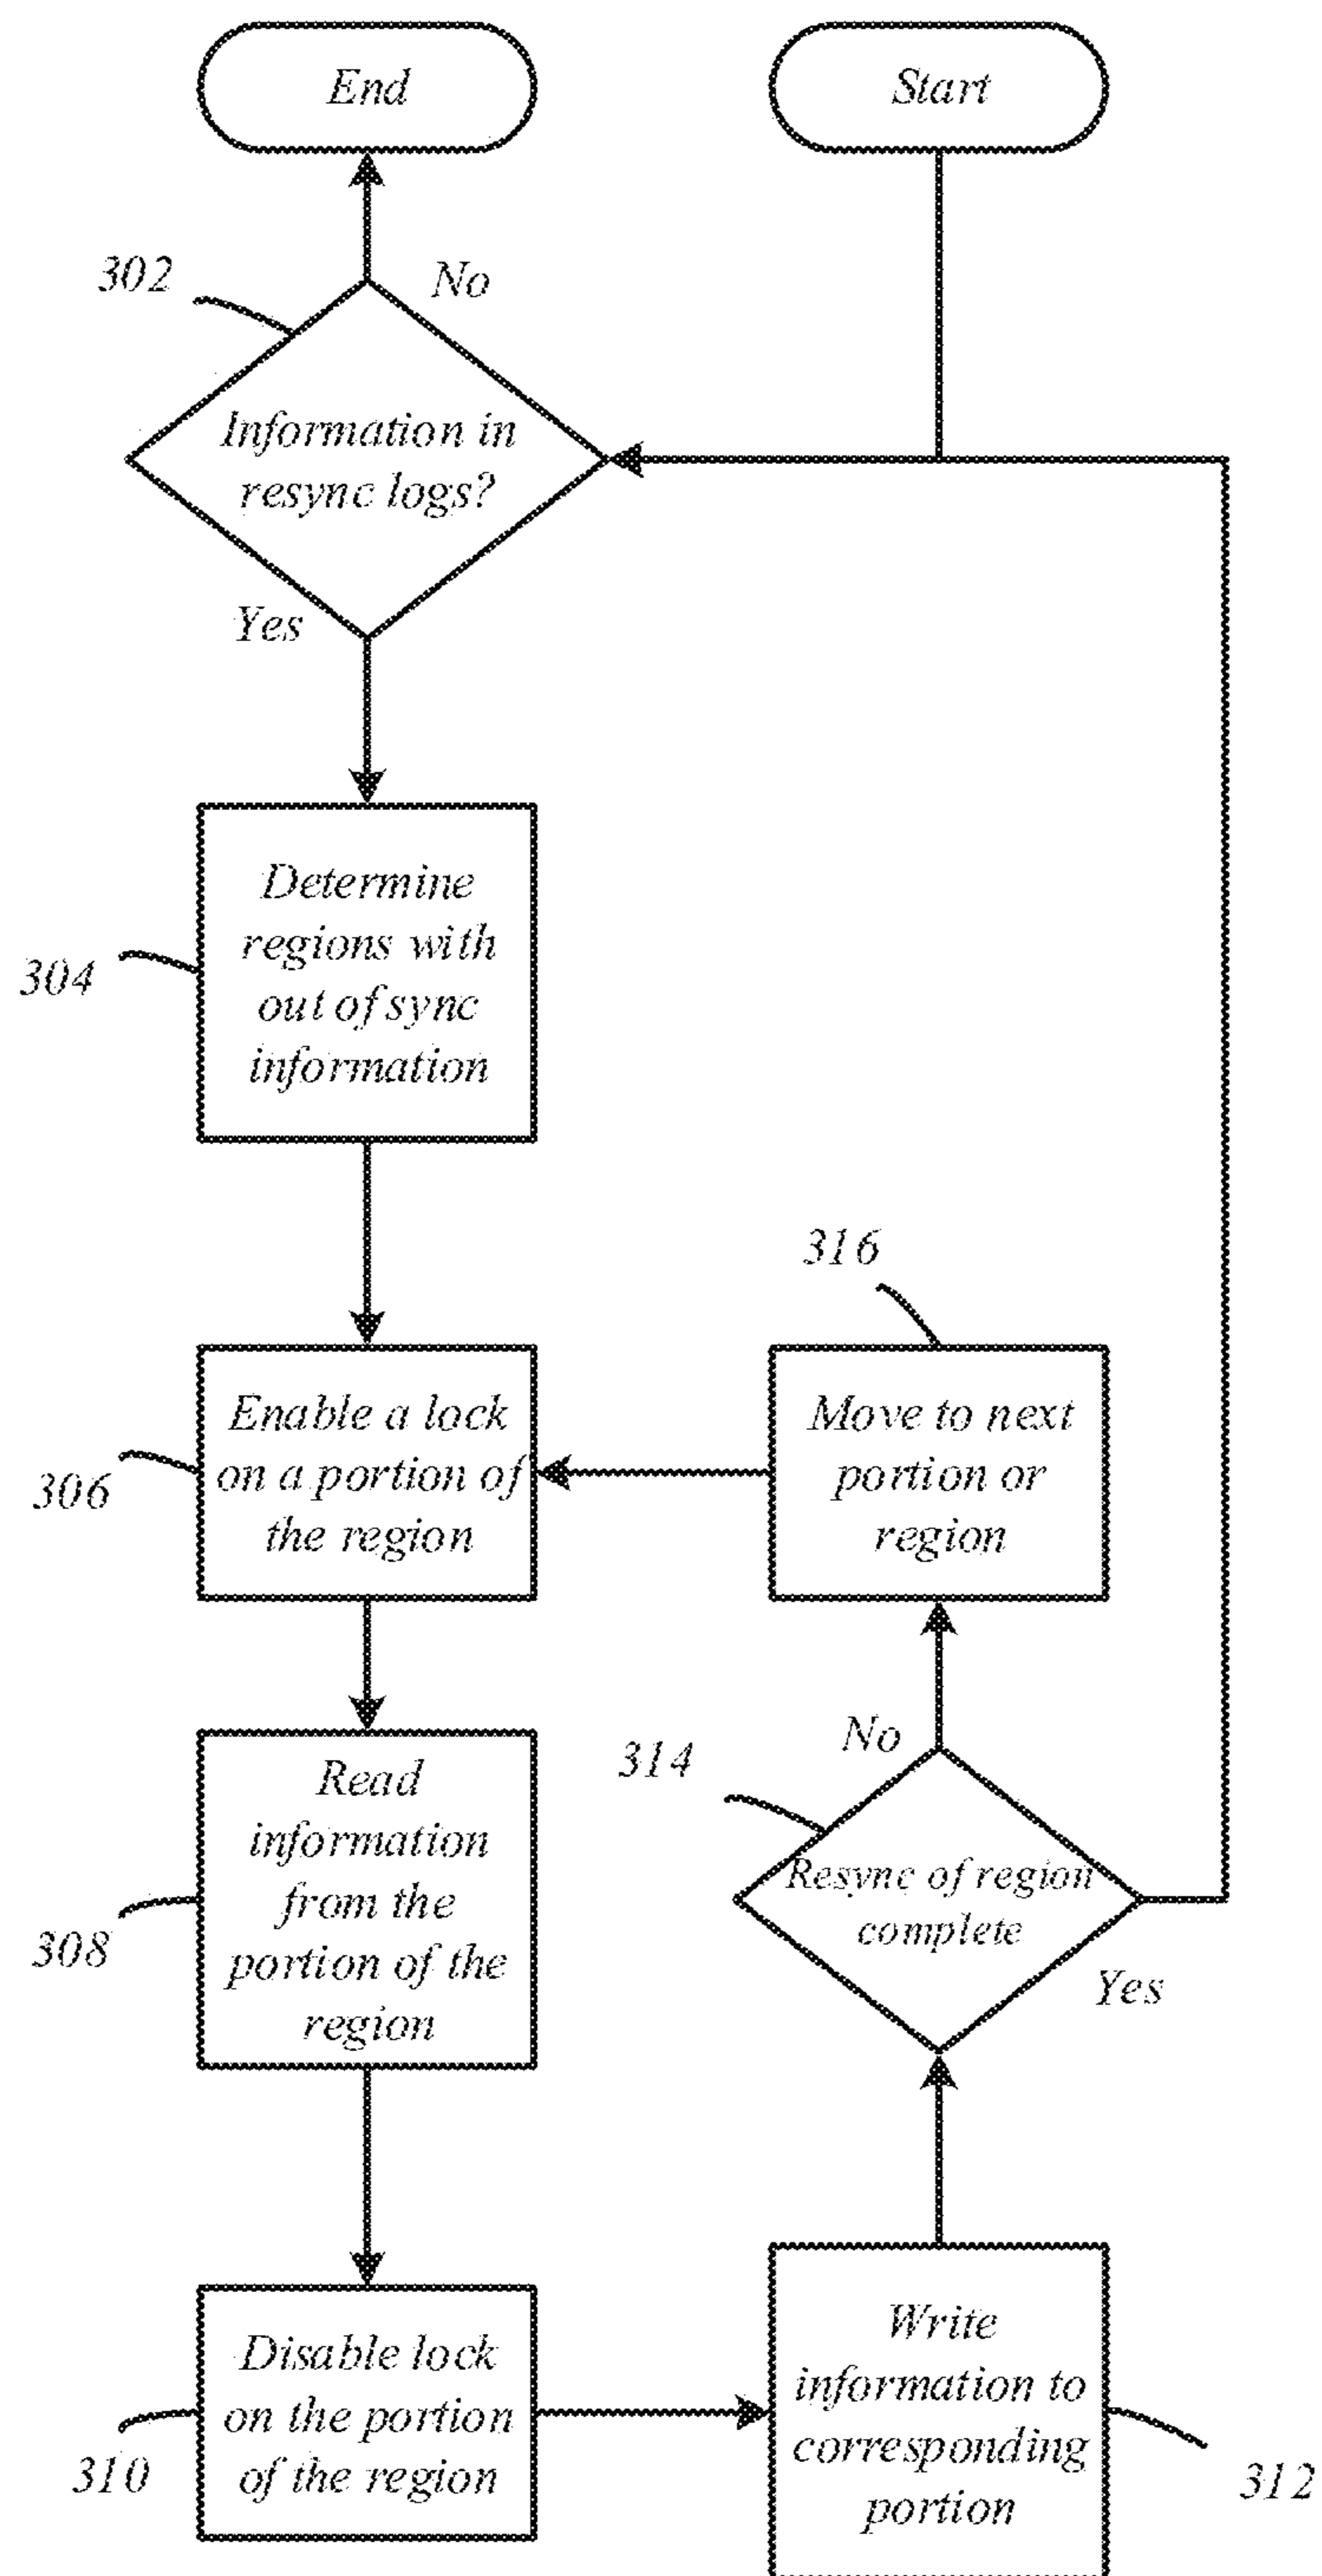 End
Start
302
No
Information in
resync logs?
Yes
Determine
regions with
out of sync
information
304
316
Enable a lock
on a portion of
the region
306
Move to next
portion or
region
No
314
Read
information
from the
portion of the
region
308
Resync of region
complete
Yes
Disable lock
on the portion
of the region
310
Write
information to
corresponding
portion
312